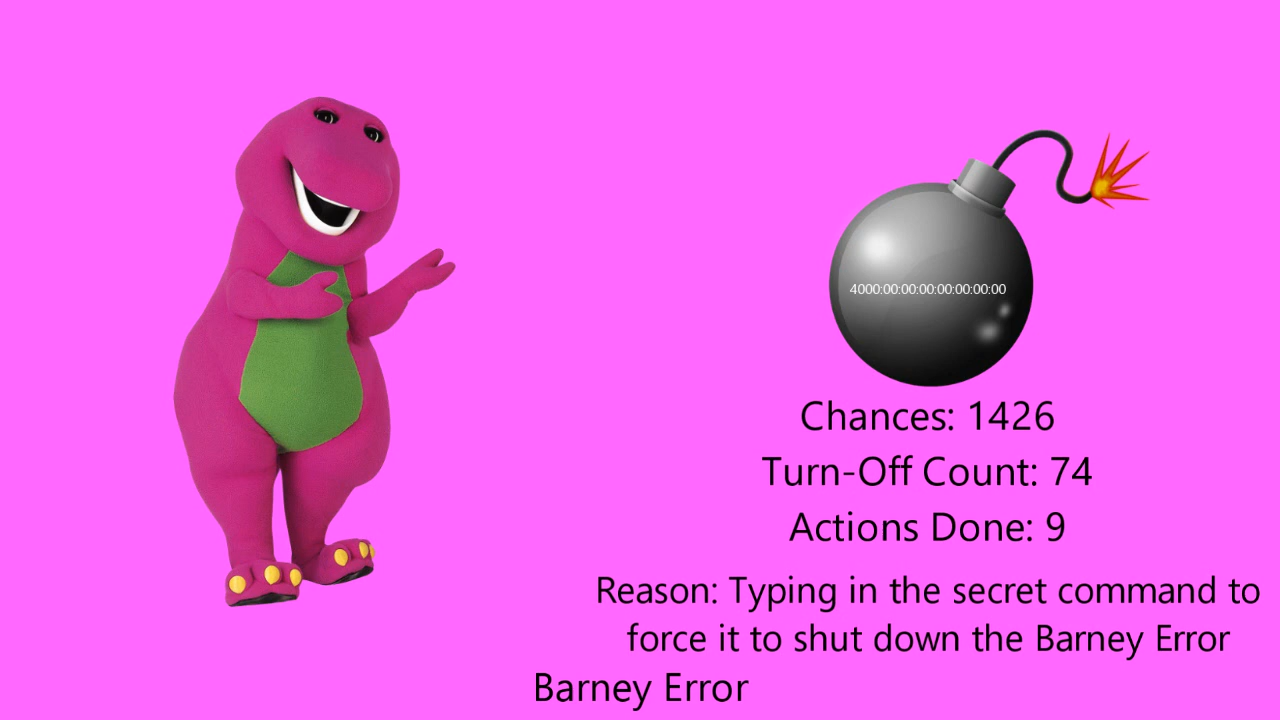 4000:00:00:00:00:00:00:00:00
Chances: 1426
Turn-Off Count: 74
Actions Done: 9
Reason: Typing in the secret command to
force it to shut down the Barney Error
Barney Error